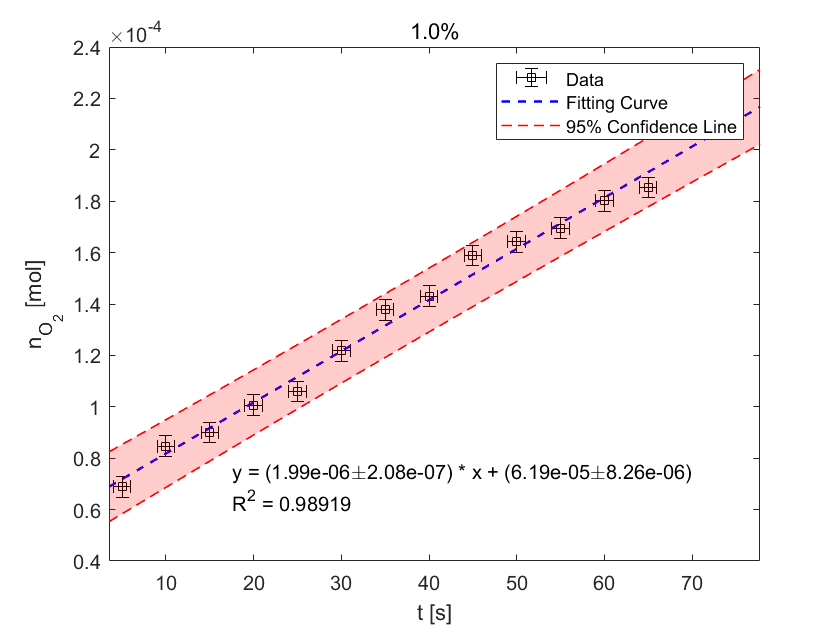 1.0%
×10⁻⁴
2.4
2.2
2
1.8
1.6
1.4
1.2
1
0.8
0.6
0.4
n_O₂ [mol]
Data
Fitting Curve
95% Confidence Line
y = (1.99e-06±2.08e-07) * x + (6.19e-05±8.26e-06)
R² = 0.98919
10 20 30 40 50 60 70
t [s]